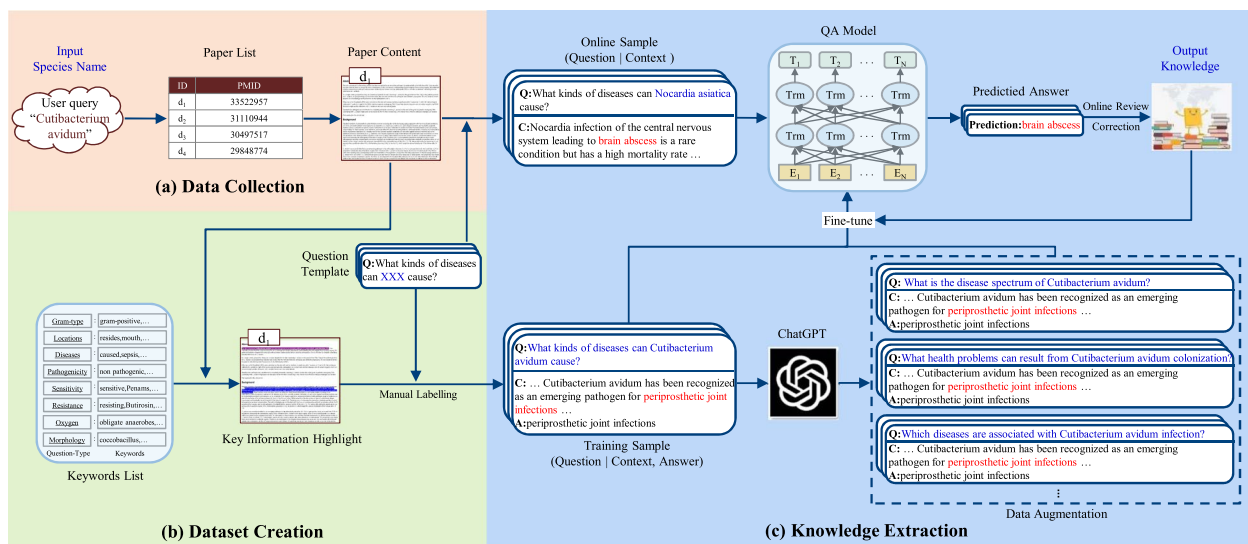 Input
Species Name
User query
“Cutibacterium
avidum”
Paper List
ID PMID
d1 33522957
d2 31110944
d3 30497517
d4 29848774
Paper Content
d1
(a) Data Collection
Online Sample
(Question | Context )
Q:What kinds of diseases can Nocardia asiatica
cause?
C:Nocardia infection of the central nervous
system leading to brain abscess is a rare
condition but has a high mortality rate …
QA Model
T1 T2 . . . TN
Trm Trm . . . Trm
Trm Trm . . . Trm
E1 E2 . . . EN
Predictied Answer
Prediction:brain abscess
Online Review
Correction
Output
Knowledge
Fine-tune
Question
Template
Q:What kinds of diseases
can XXX cause?
Gram-type : gram-positive,…
Locations : resides,mouth,…
Diseases : caused,sepsis,…
Pathogenicity : non pathogenic,…
Sensitivity : sensitive,Penams,…
Resistance : resisting,Butirosin,…
Oxygen : obligate anaerobes,…
Morphology : coccobacillus,…
Question-Type Keywords
Keywords List
d1
Key Information Highlight
Manual Labelling
(b) Dataset Creation
Q:What kinds of diseases can Cutibacterium
avidum cause?
C: … Cutibacterium avidum has been recognized
as an emerging pathogen for periprosthetic joint
infections …
A:periprosthetic joint infections
Training Sample
(Question | Context, Answer)
ChatGPT
Q: What is the disease spectrum of Cutibacterium avidum?
C: … Cutibacterium avidum has been recognized as an emerging
pathogen for periprosthetic joint infections …
A:periprosthetic joint infections
Q:What health problems can result from Cutibacterium avidum colonization?
C: … Cutibacterium avidum has been recognized as an emerging
pathogen for periprosthetic joint infections …
A:periprosthetic joint infections
Q:Which diseases are associated with Cutibacterium avidum infection?
C: … Cutibacterium avidum has been recognized as an emerging
pathogen for periprosthetic joint infections …
A:periprosthetic joint infections
⋮
Data Augmentation
(c) Knowledge Extraction